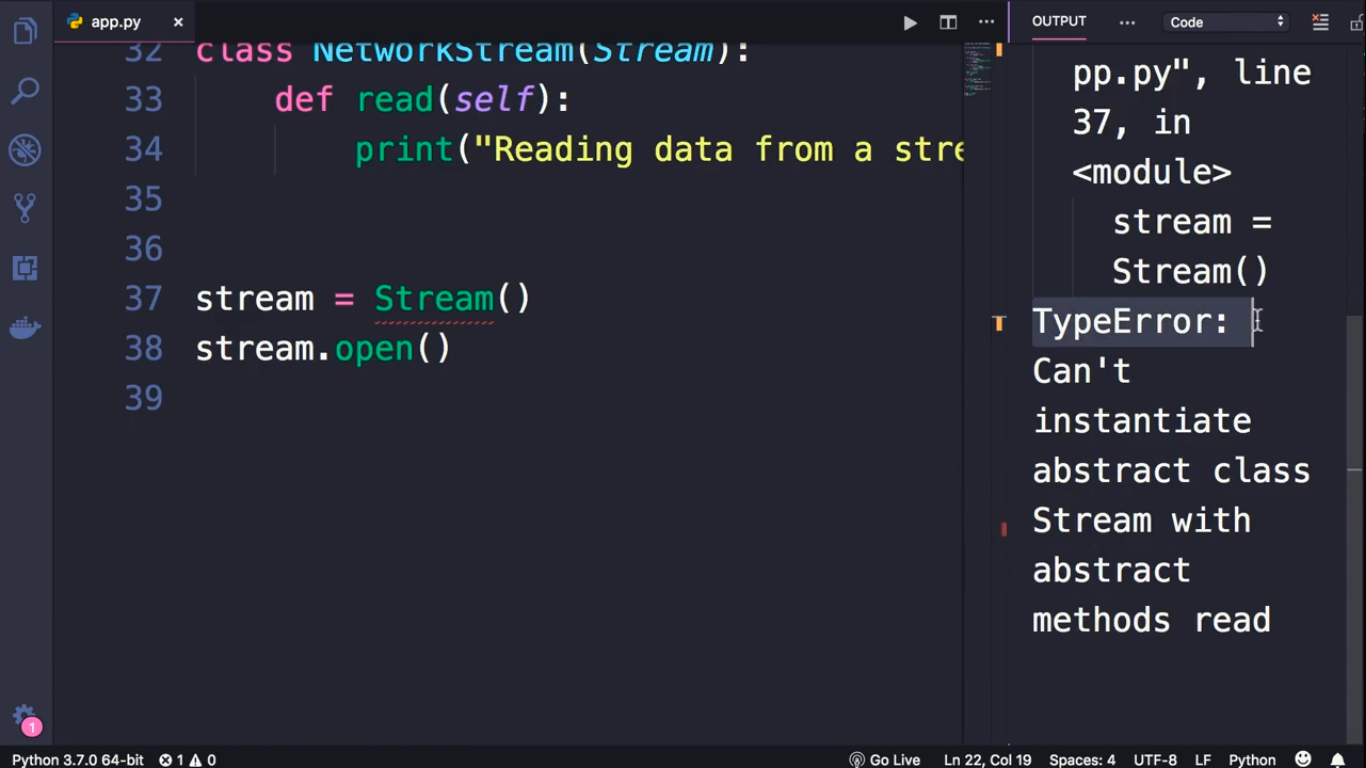 app.py
OUTPUT
Code
32 class NetworkStream(Stream):
33 def read(self):
34 print("Reading data from a stre
35
36
37 stream = Stream()
38 stream.open()
39
pp.py", line
37, in
<module>
stream =
Stream()
TypeError:
Can't
instantiate
abstract class
Stream with
abstract
methods read
1
Python 3.7.0 64-bit 1 0
Go Live Ln 22, Col 19 Spaces: 4 UTF-8 LF Python